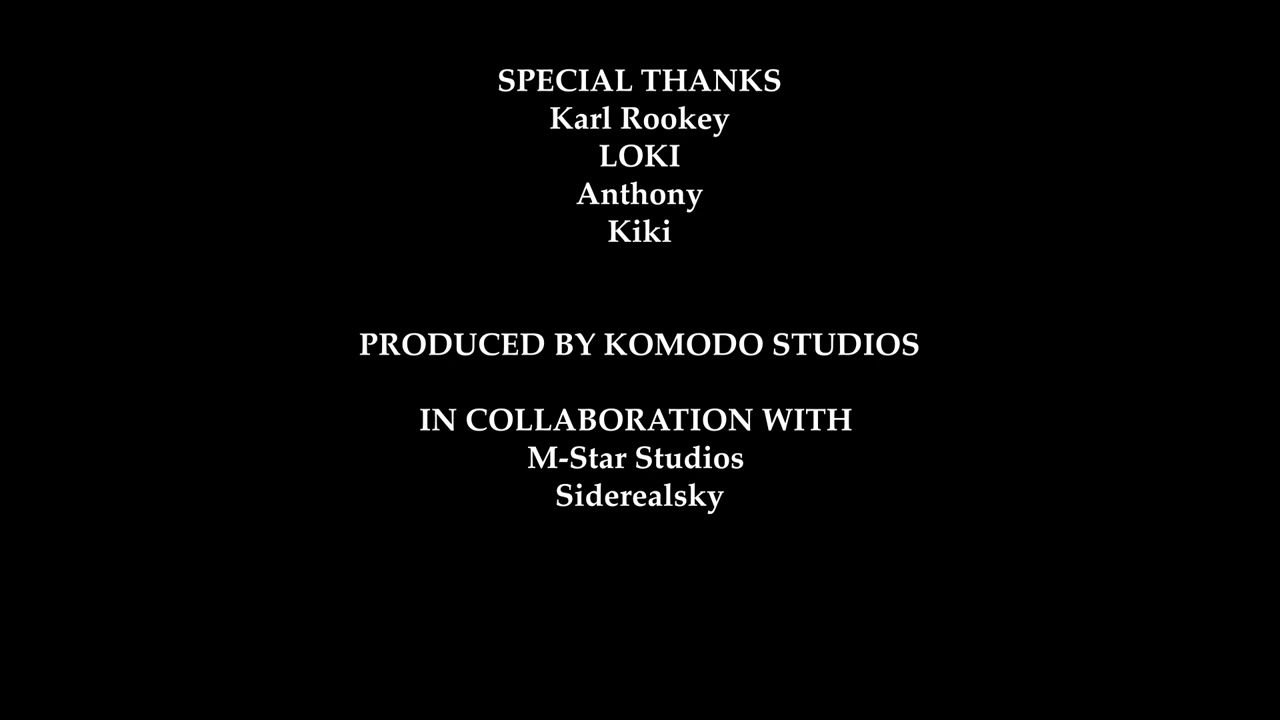 SPECIAL THANKS
Karl Rookey
LOKI
Anthony
Kiki
PRODUCED BY KOMODO STUDIOS
IN COLLABORATION WITH
M-Star Studios
Siderealsky